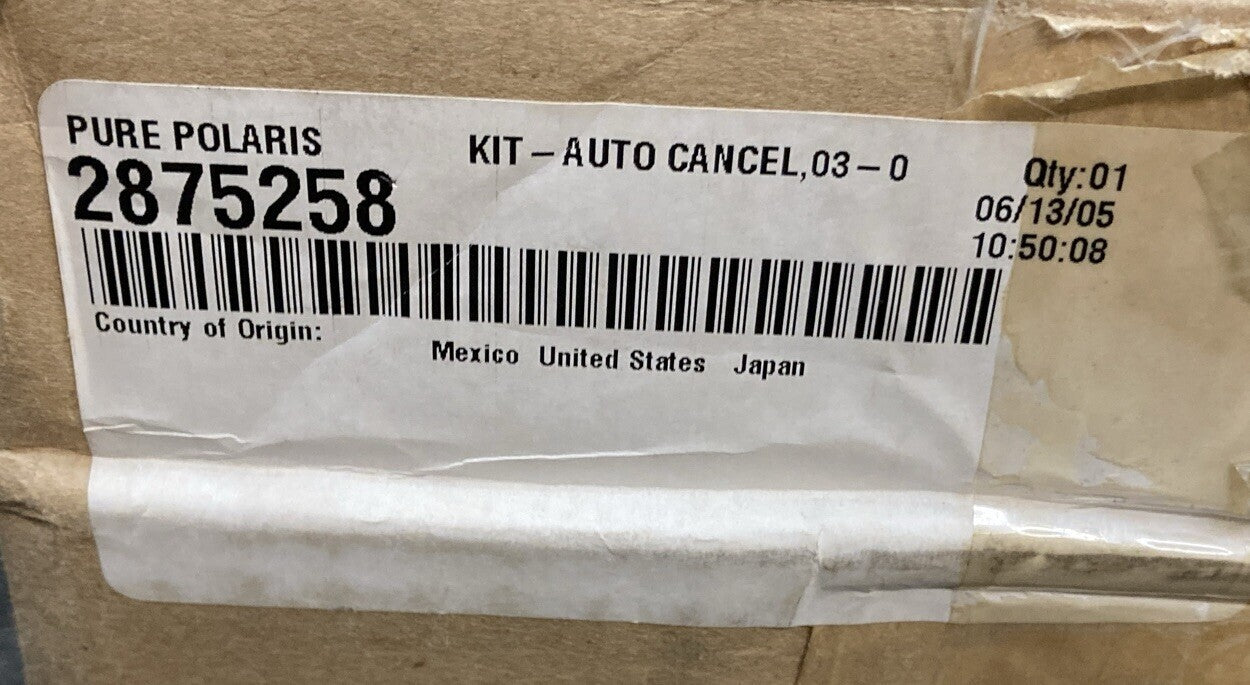 PURE POLARIS
2875258
KIT – AUTO CANCEL,03 – 0
Qty:01
06/13/05
10:50:08
Country of Origin:
Mexico United States Japan